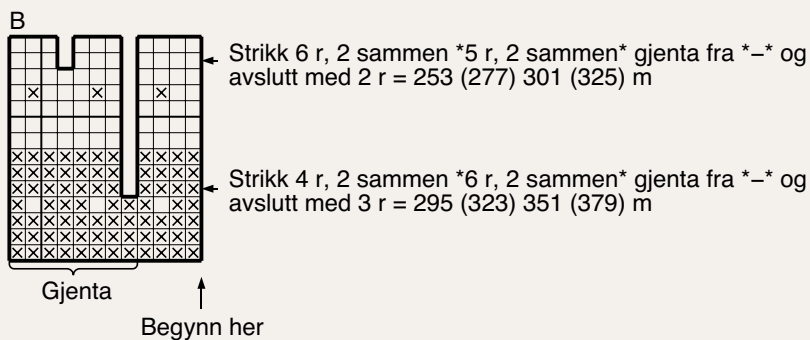 B
Strikk 6 r, 2 sammen *5 r, 2 sammen* gjenta fra *–* og
avslutt med 2 r = 253 (277) 301 (325) m
Strikk 4 r, 2 sammen *6 r, 2 sammen* gjenta fra *–* og
avslutt med 3 r = 295 (323) 351 (379) m
Gjenta
Begynn her